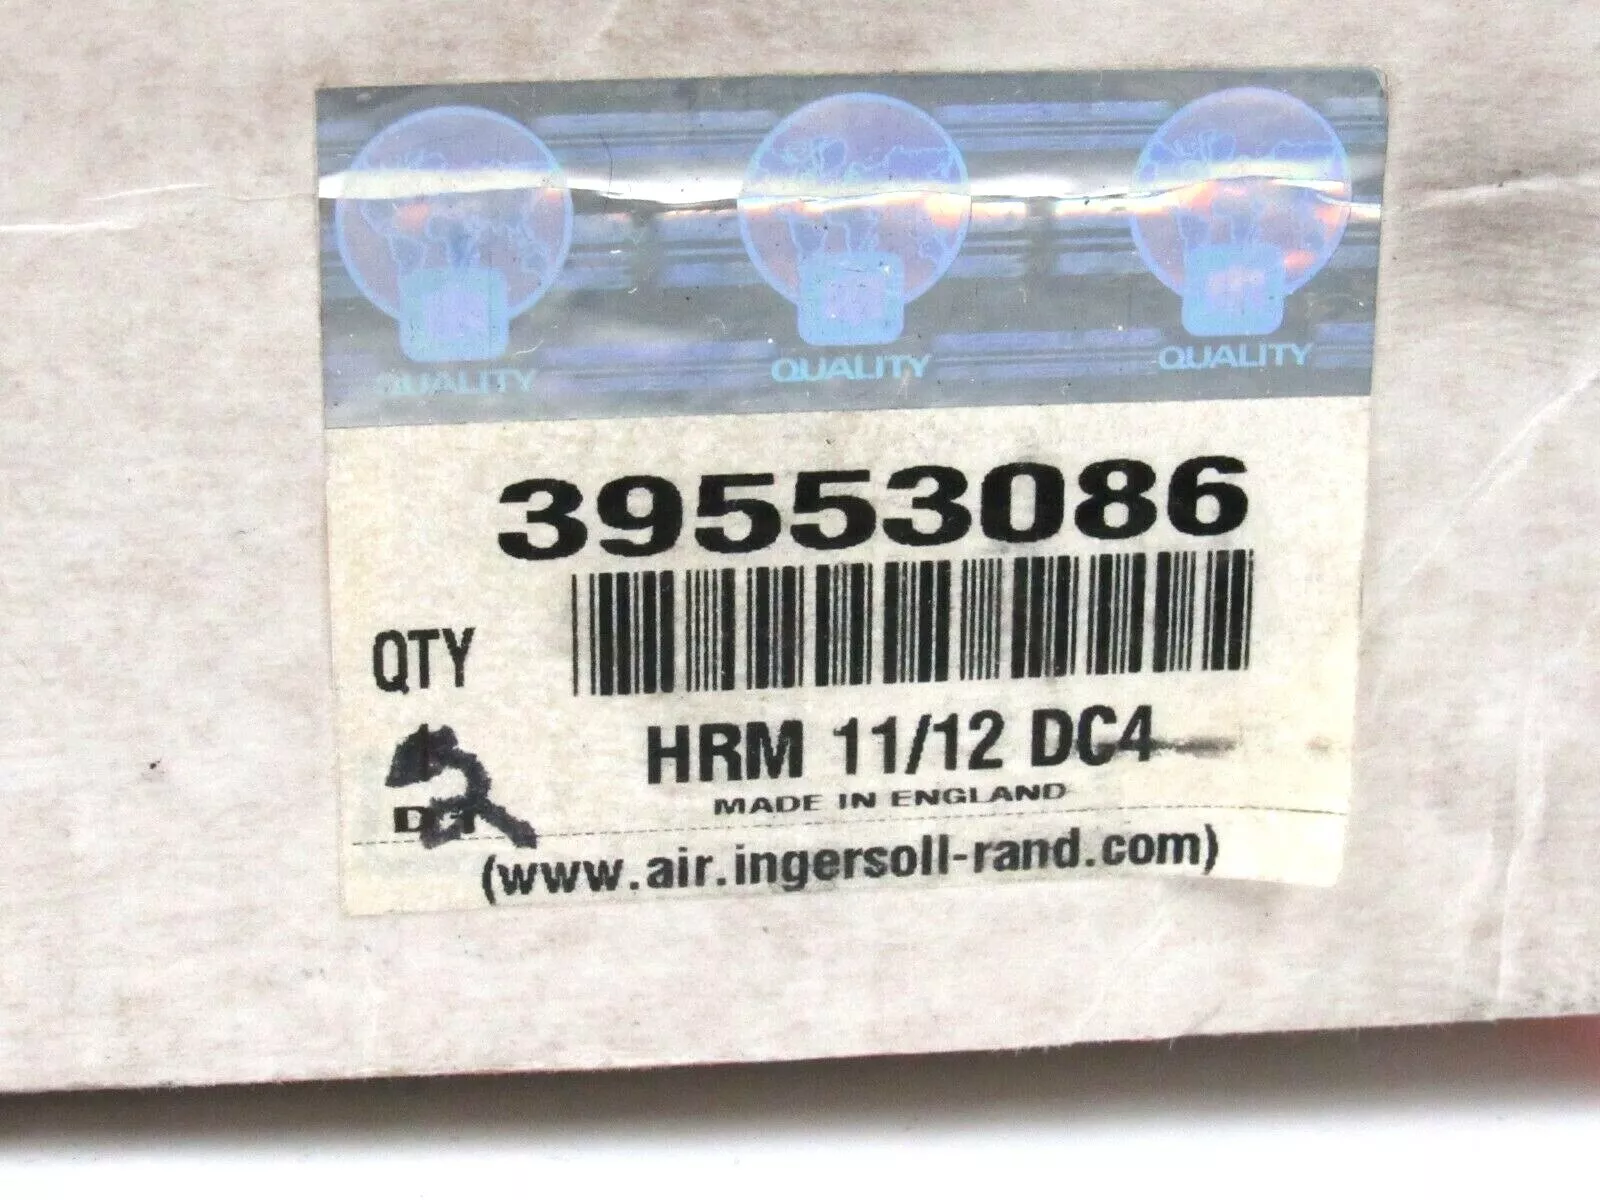 QUALITY QUALITY QUALITY
39553086
QTY
HRM 11/12 DC4
MADE IN ENGLAND
(www.air.ingersoll-rand.com)